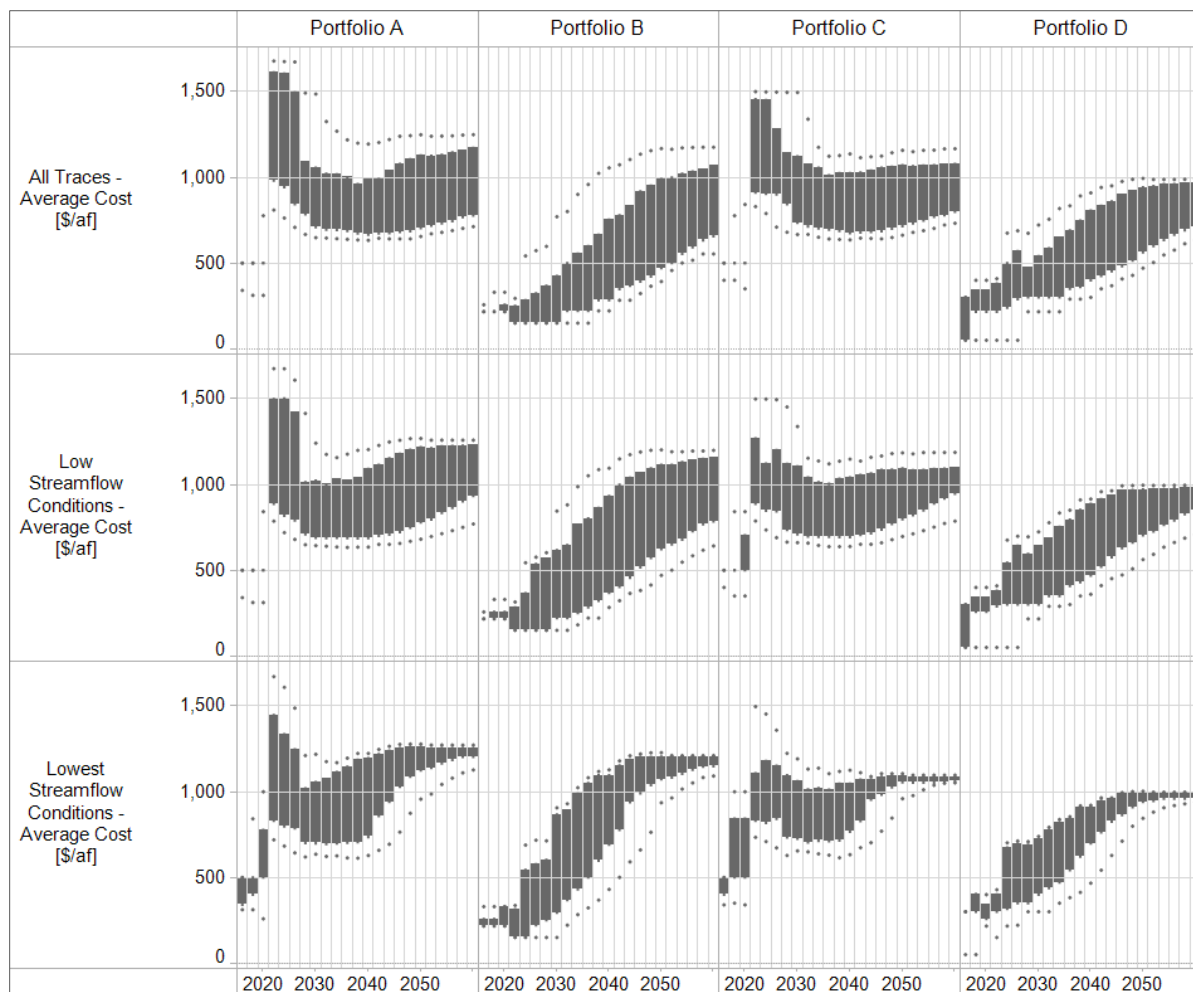 Portfolio A Portfolio B Portfolio C Portfolio D
1,500
1,000
500
0
All Traces -
Average Cost
[$/af]
1,500
1,000
500
0
Low
Streamflow
Conditions -
Average Cost
[$/af]
1,500
1,000
500
0
Lowest
Streamflow
Conditions -
Average Cost
[$/af]
2020 2030 2040 2050 2020 2030 2040 2050 2020 2030 2040 2050 2020 2030 2040 2050